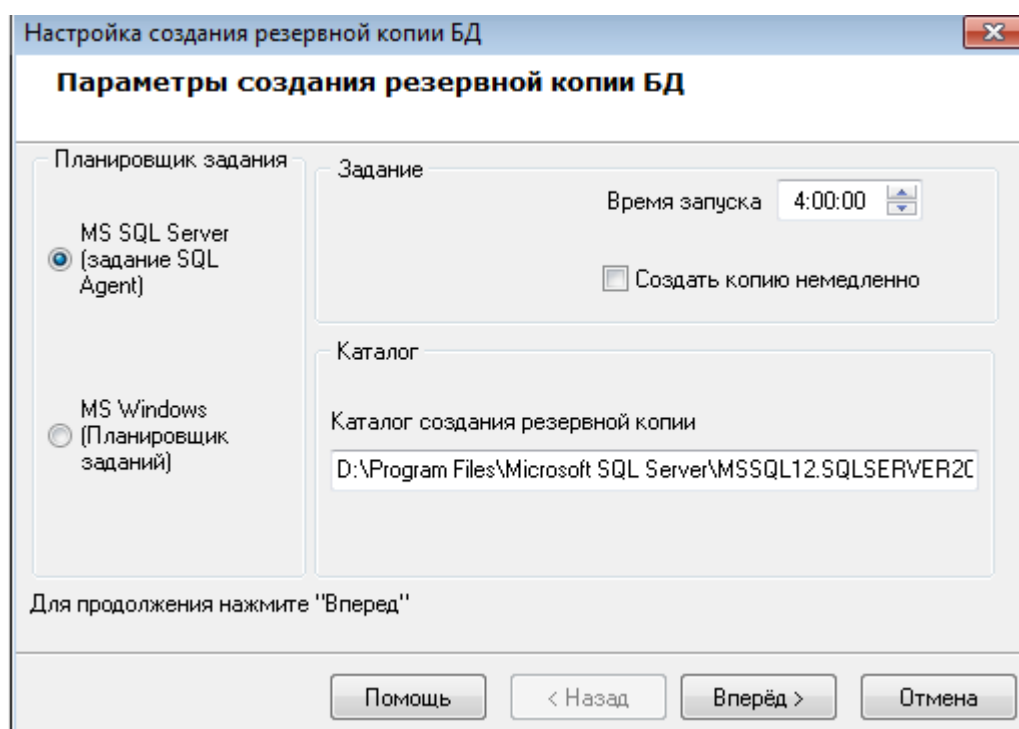 Настройка создания резервной копии БД
Параметры создания резервной копии БД
Планировщик задания
MS SQL Server
(задание SQL
Agent)
MS Windows
(Планировщик
заданий)
Задание
Время запуска 4:00:00
Создать копию немедленно
Каталог
Каталог создания резервной копии
D:\Program Files\Microsoft SQL Server\MSSQL12.SQLSERVER20
Для продолжения нажмите "Вперед"
Помощь < Назад Вперёд > Отмена